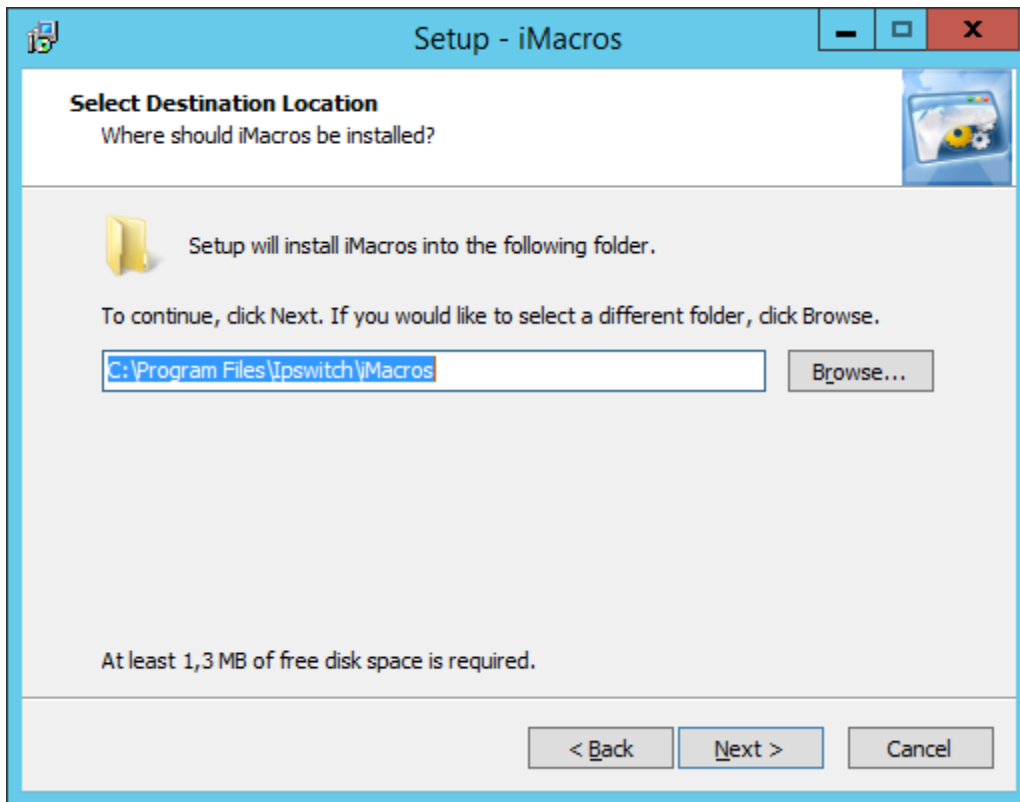 Setup - iMacros
Select Destination Location
Where should iMacros be installed?
Setup will install iMacros into the following folder.
To continue, click Next. If you would like to select a different folder, click Browse.
C:\Program Files\Ipswitch\iMacros
Browse...
At least 1,3 MB of free disk space is required.
< Back
Next >
Cancel